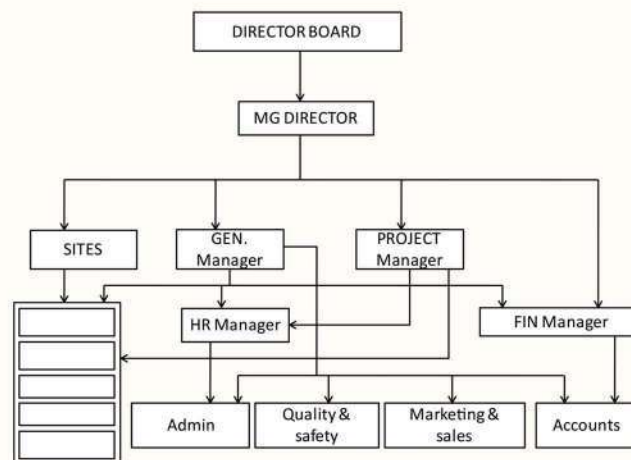 DIRECTOR BOARD
MG DIRECTOR
SITES
GEN.
Manager
PROJECT
Manager
HR Manager
FIN Manager
Admin
Quality &
safety
Marketing &
sales
Accounts